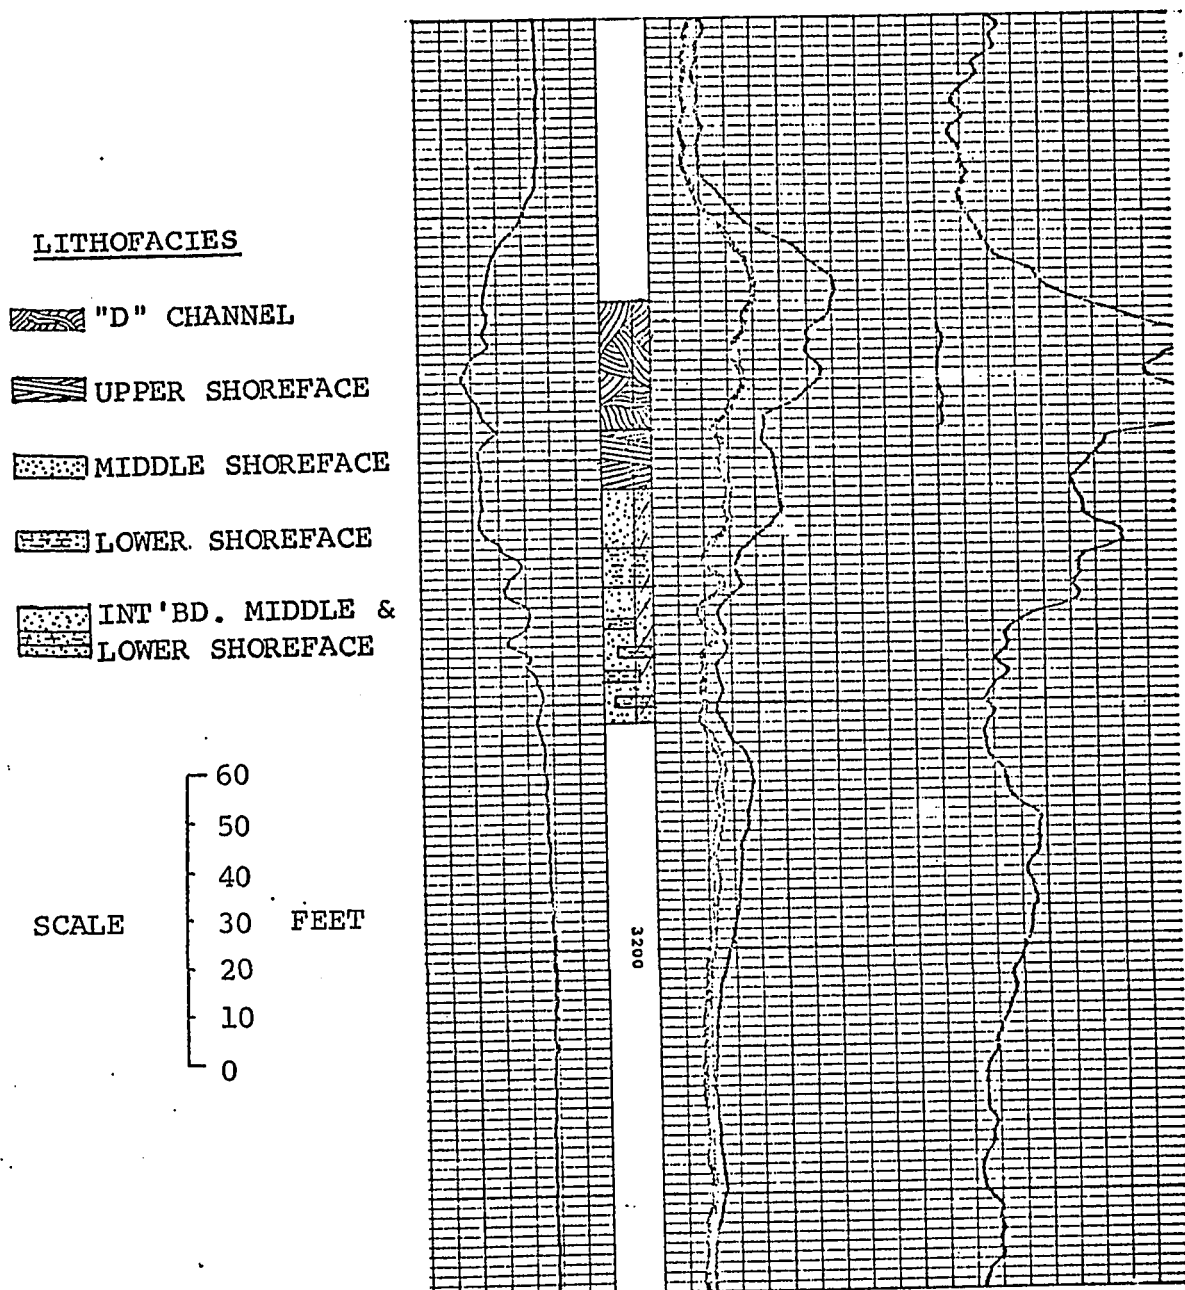 LITHOFACIES
"D" CHANNEL
UPPER SHOREFACE
MIDDLE SHOREFACE
LOWER SHOREFACE
INT'BD. MIDDLE &
LOWER SHOREFACE
60
50
40
SCALE 30 FEET
20
10
0
3200